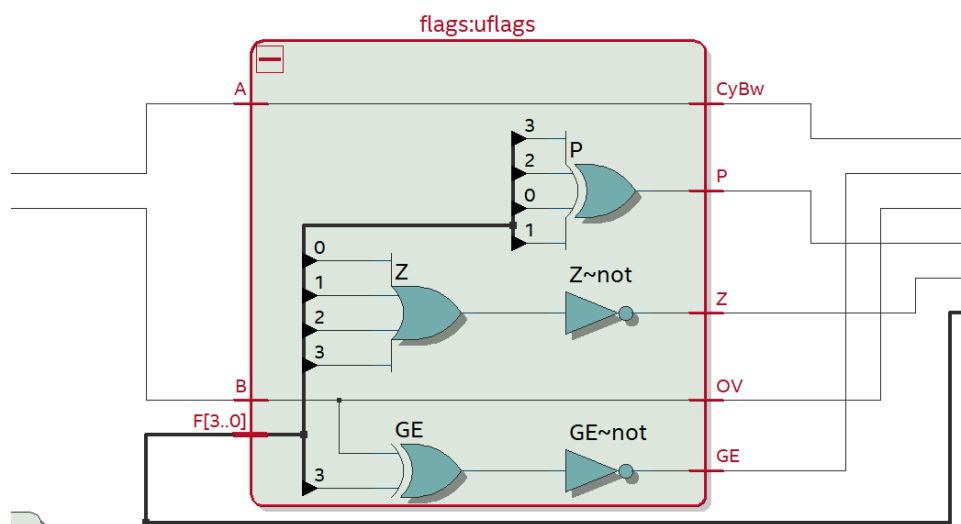 flags:uflags
A
CyBw
3
P
2
P
0
1
0
Z
Z~not
1
Z
2
3
B
OV
F[3..0]
GE
GE~not
GE
3